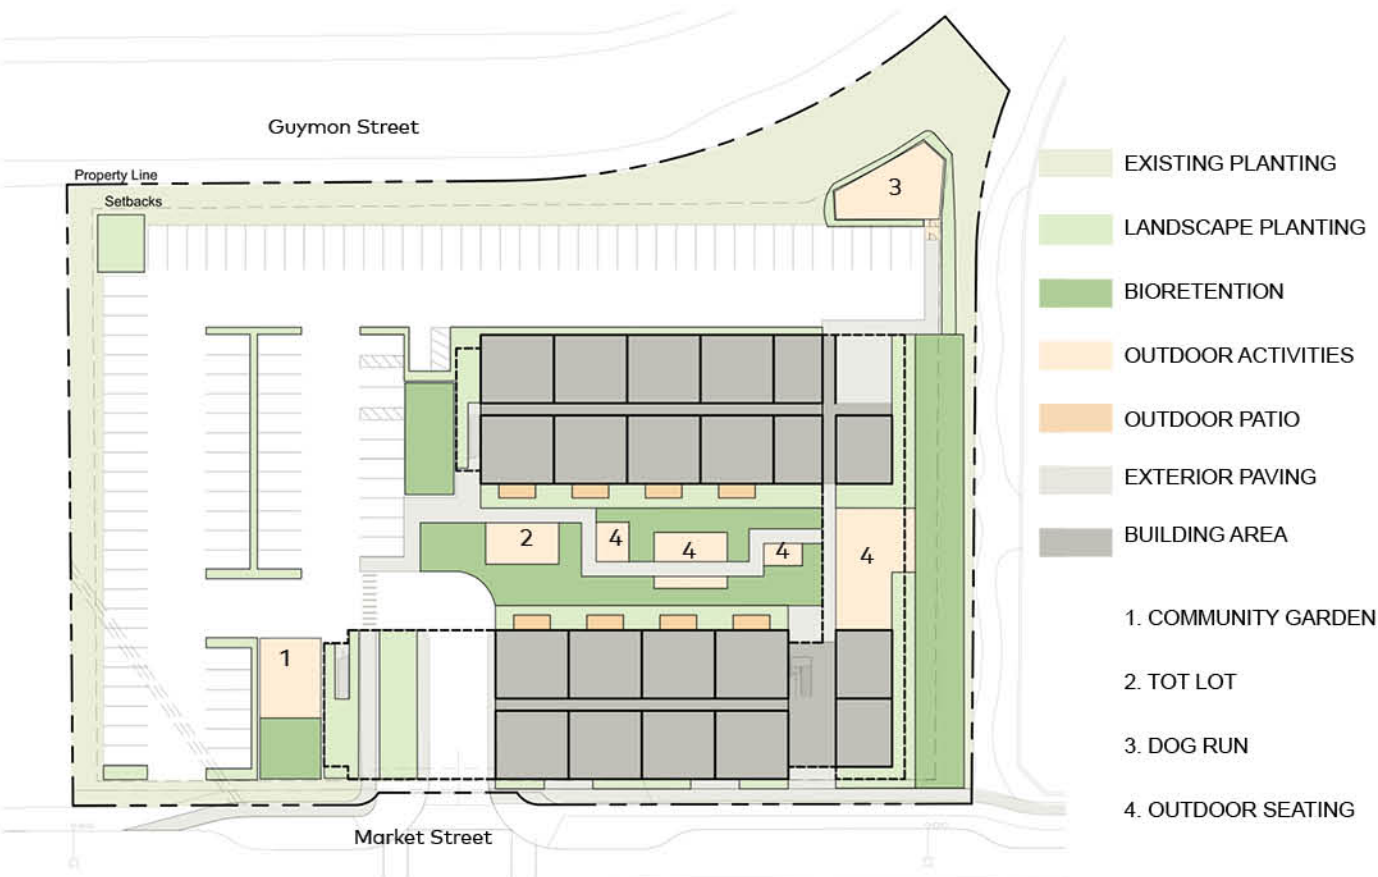 Guymon Street
Property Line
Setbacks
3
2
4
4
4
4
1
Market Street
EXISTING PLANTING
LANDSCAPE PLANTING
BIORETENTION
OUTDOOR ACTIVITIES
OUTDOOR PATIO
EXTERIOR PAVING
BUILDING AREA
1. COMMUNITY GARDEN
2. TOT LOT
3. DOG RUN
4. OUTDOOR SEATING